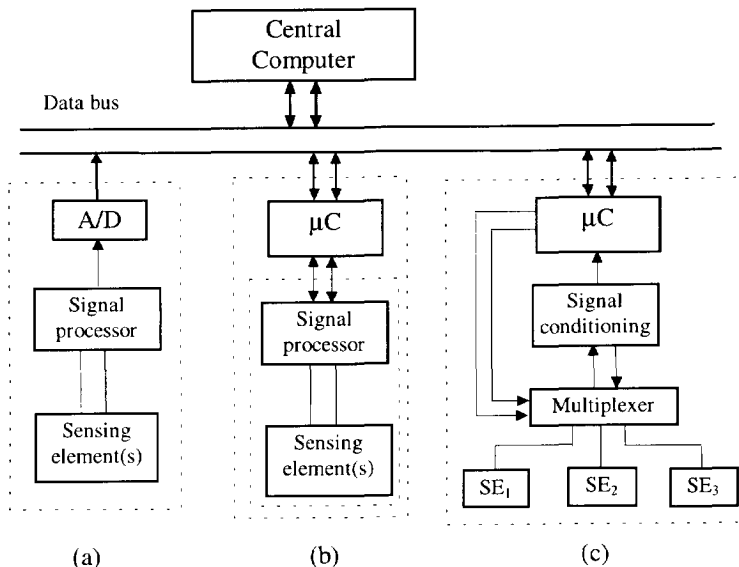 Central
Computer
Data bus
A/D
Signal
processor
Sensing
element(s)
(a)
µC
Signal
processor
Sensing
element(s)
(b)
µC
Signal
conditioning
Multiplexer
SE₁
SE₂
SE₃
(c)